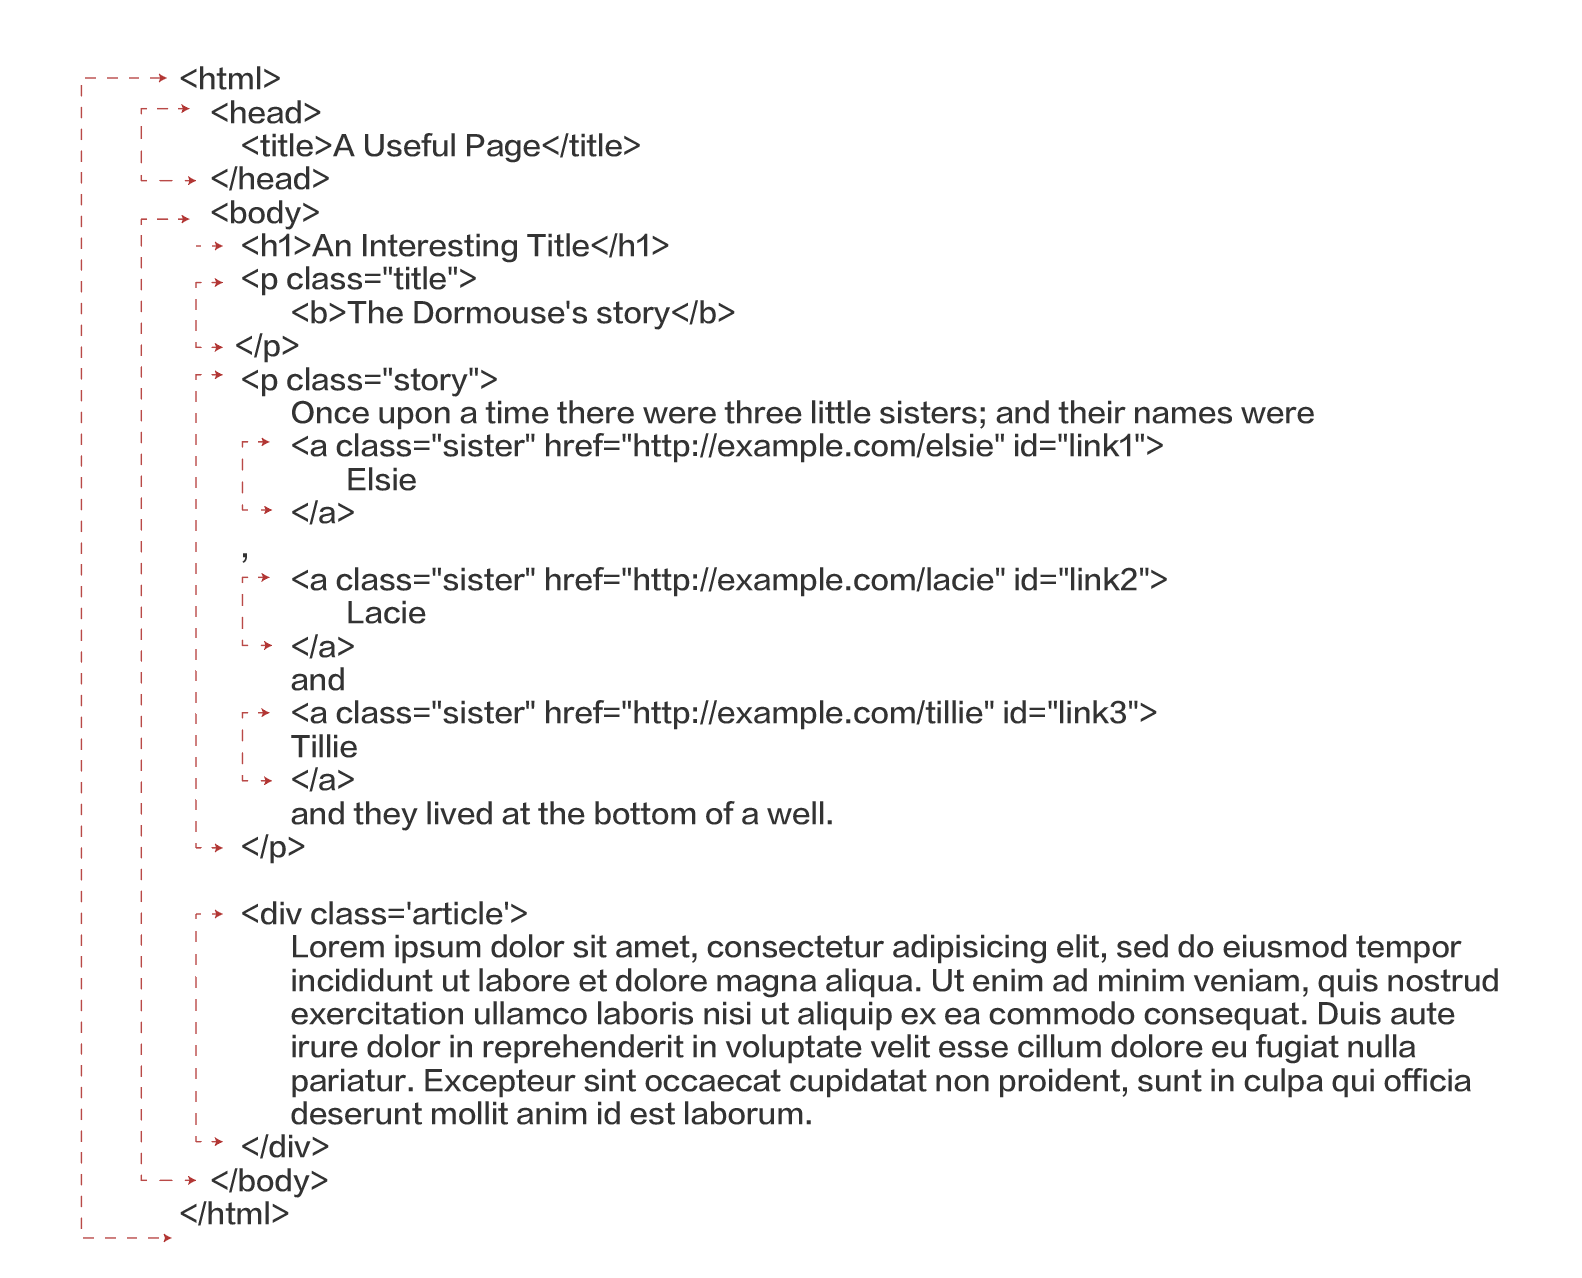 <html>
<head>
<title>A Useful Page</title>
</head>
<body>
<h1>An Interesting Title</h1>
<p class="title">
<b>The Dormouse's story</b>
</p>
<p class="story">
Once upon a time there were three little sisters; and their names were
<a class="sister" href="http://example.com/elsie" id="link1">
Elsie
</a>
,
<a class="sister" href="http://example.com/lacie" id="link2">
Lacie
</a>
and
<a class="sister" href="http://example.com/tillie" id="link3">
Tillie
</a>
and they lived at the bottom of a well.
</p>
<div class='article'>
Lorem ipsum dolor sit amet, consectetur adipisicing elit, sed do eiusmod tempor
incididunt ut labore et dolore magna aliqua. Ut enim ad minim veniam, quis nostrud
exercitation ullamco laboris nisi ut aliquip ex ea commodo consequat. Duis aute
irure dolor in reprehenderit in voluptate velit esse cillum dolore eu fugiat nulla
pariatur. Excepteur sint occaecat cupidatat non proident, sunt in culpa qui officia
deserunt mollit anim id est laborum.
</div>
</body>
</html>